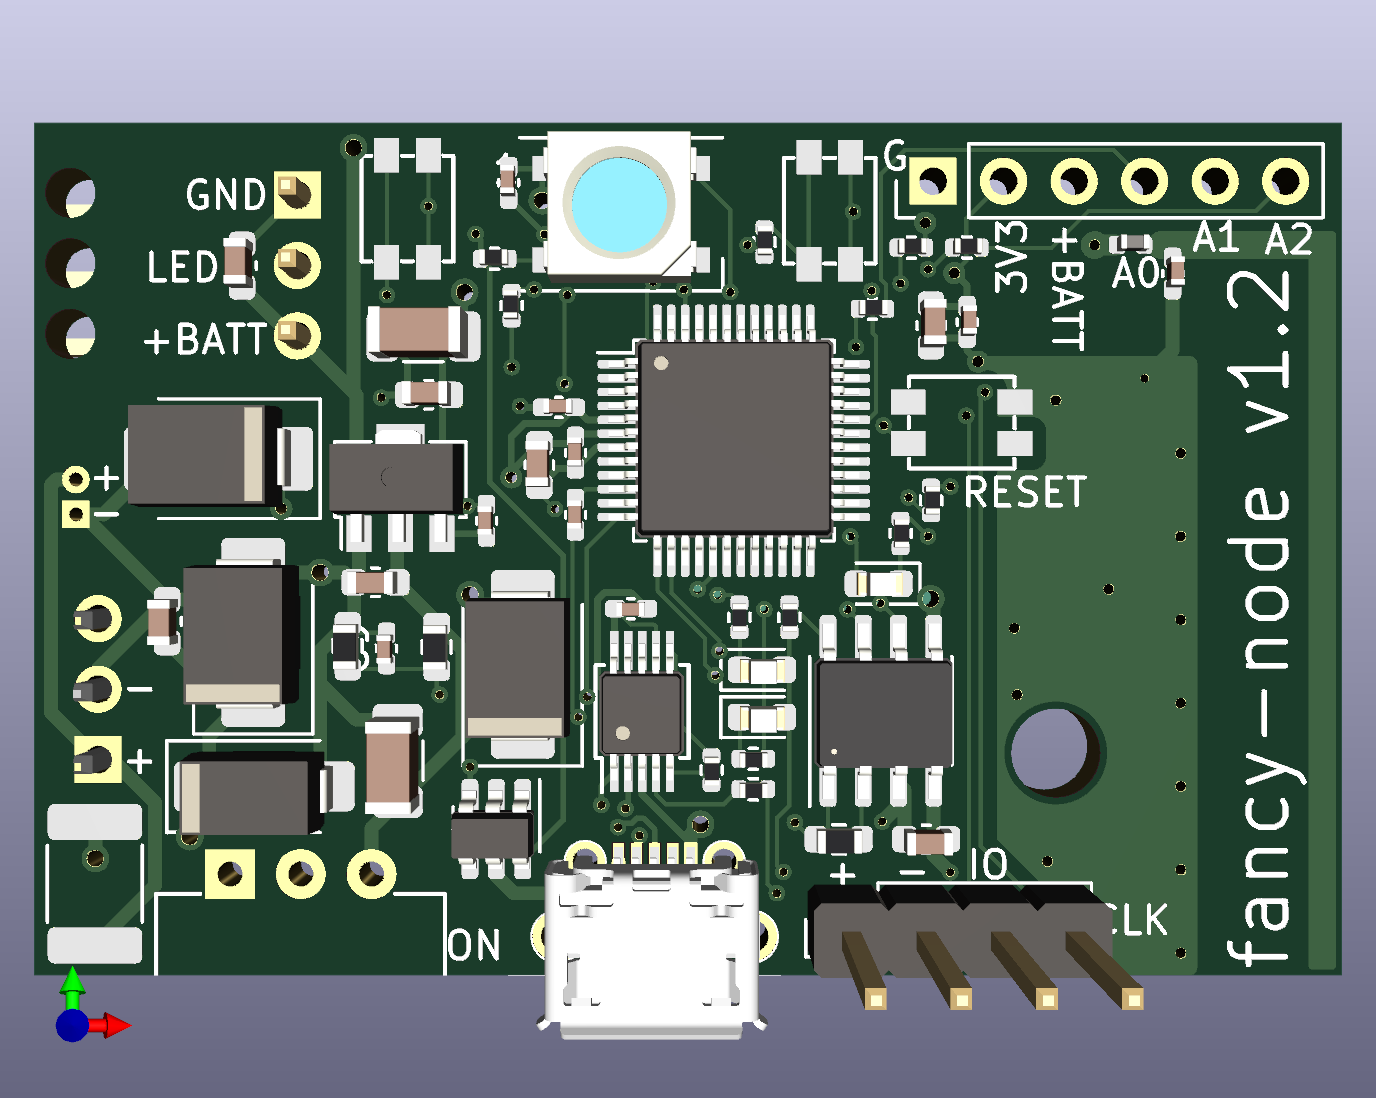 GND
LED
+BATT
G
3V3
+BATT
A0
A1
A2
RESET
+
−
−
+
ON
+
−
IO
CLK
fancy-node v1.2